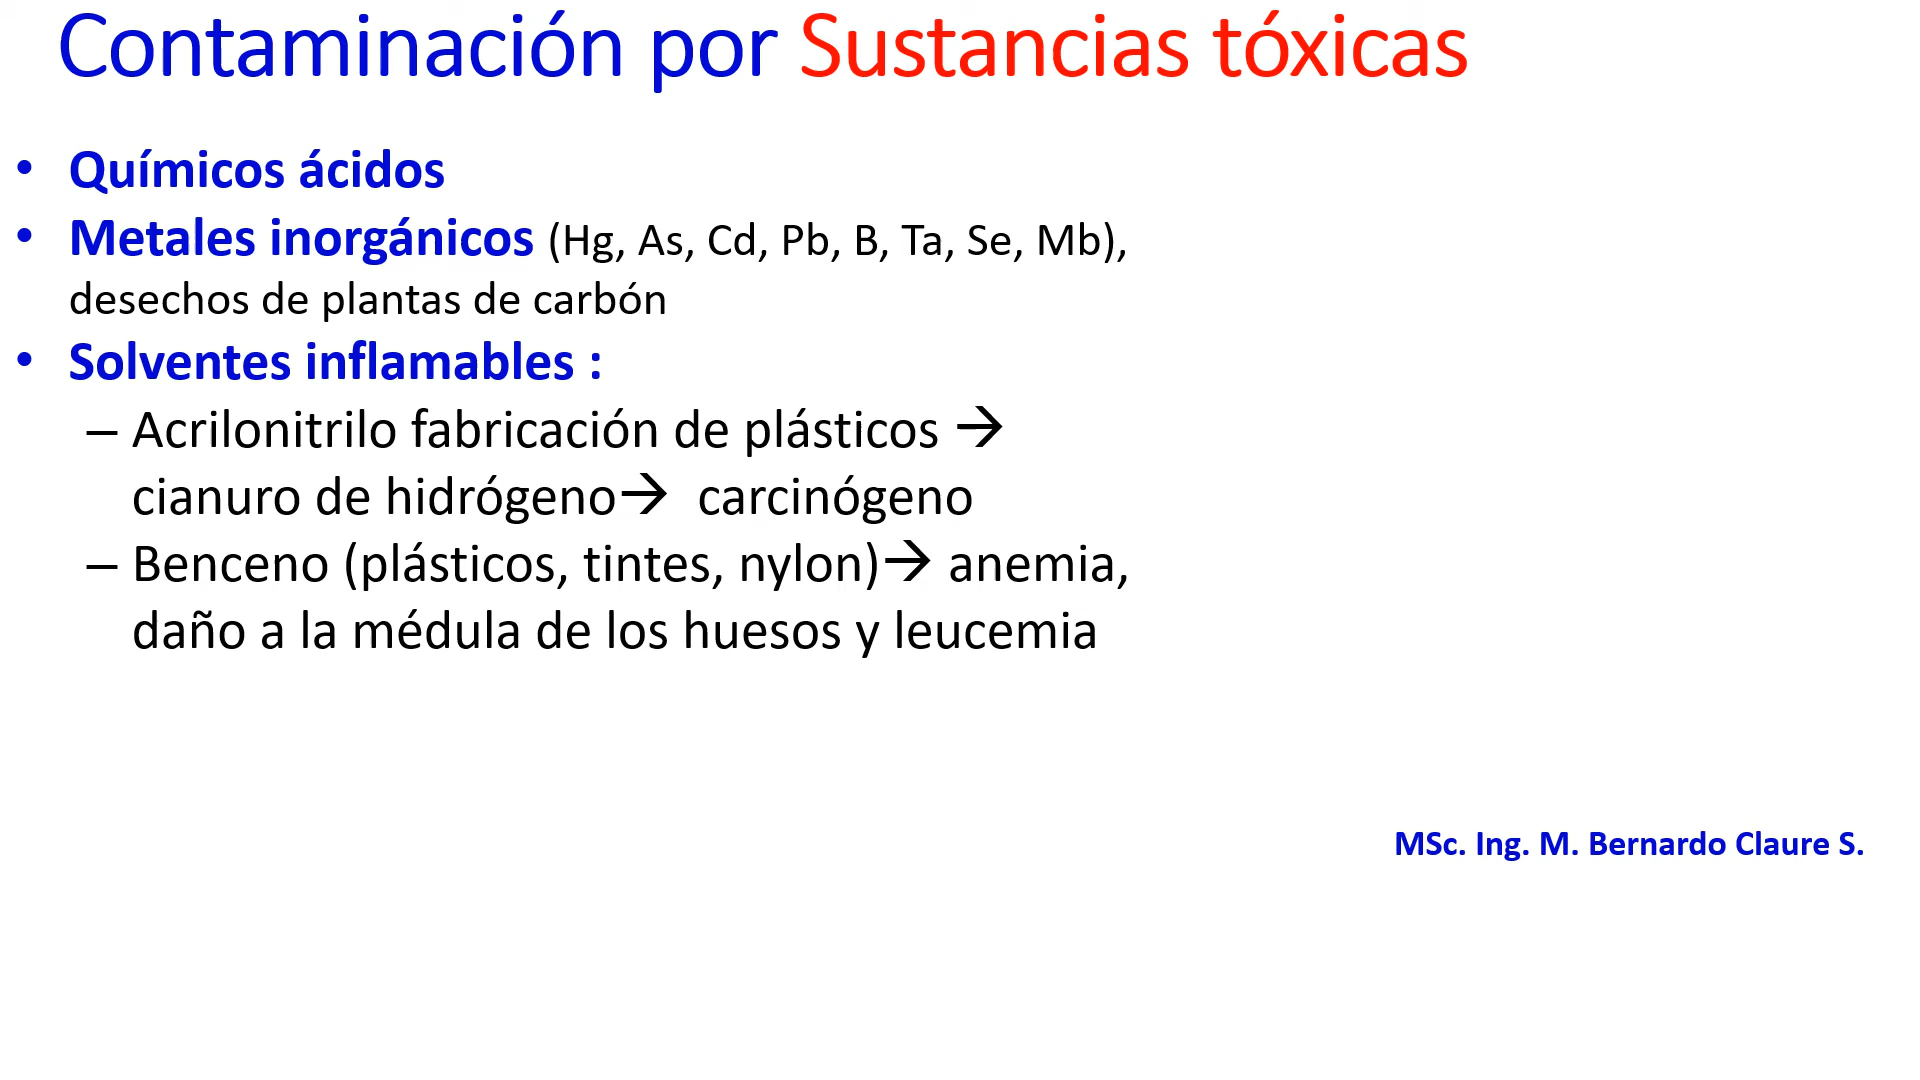 Contaminación por Sustancias tóxicas
• Químicos ácidos
• Metales inorgánicos (Hg, As, Cd, Pb, B, Ta, Se, Mb),
desechos de plantas de carbón
• Solventes inflamables :
– Acrilonitrilo fabricación de plásticos →
cianuro de hidrógeno→ carcinógeno
– Benceno (plásticos, tintes, nylon)→ anemia,
daño a la médula de los huesos y leucemia
MSc. Ing. M. Bernardo Claure S.